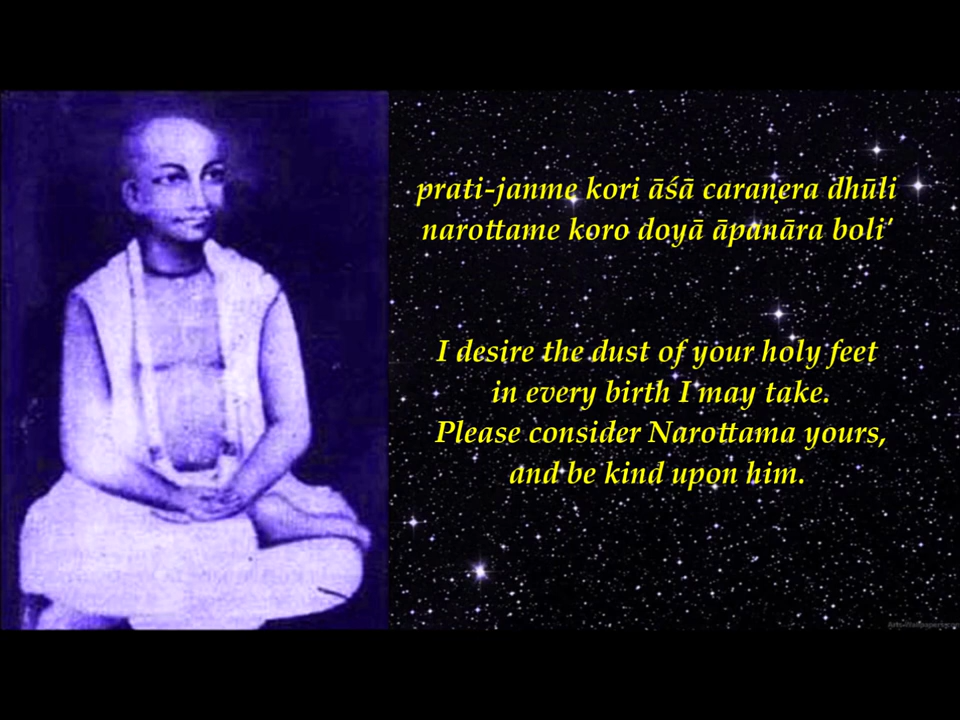 prati-janme kori āśā caraṇera dhūli
narottame koro doyā āpanāra boli'
I desire the dust of your holy feet
in every birth I may take.
Please consider Narottama yours,
and be kind upon him.